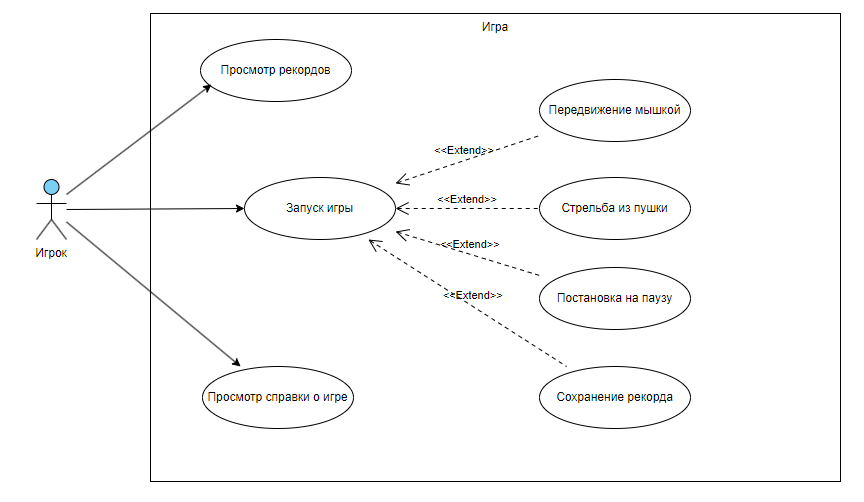 Игра
Просмотр рекордов
Передвижение мышкой
<<Extend>>
Запуск игры
<<Extend>>
Стрельба из пушки
Игрок
<<Extend>>
Постановка на паузу
<<Extend>>
Просмотр справки о игре
Сохранение рекорда